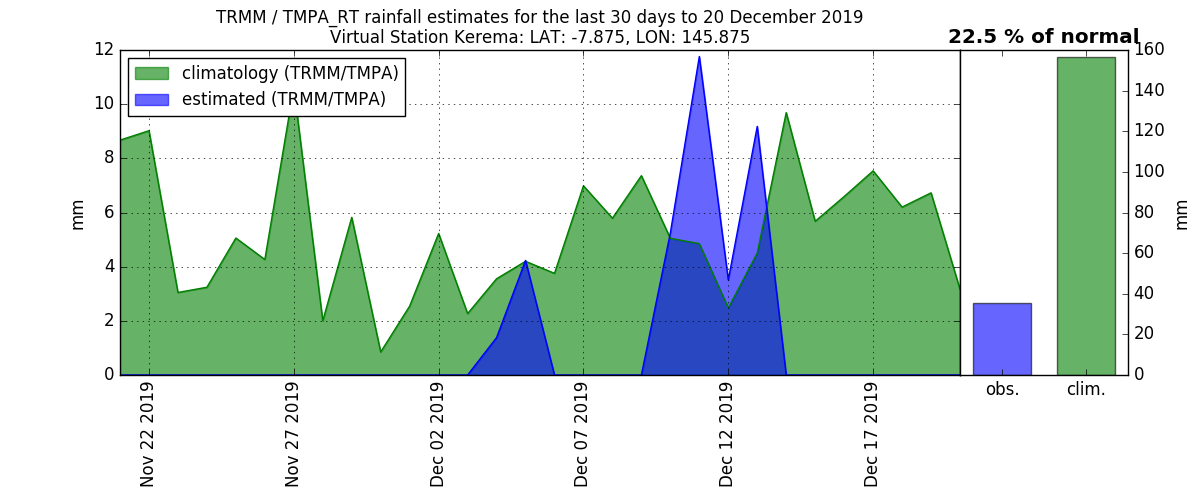 TRMM / TMPA_RT rainfall estimates for the last 30 days to 20 December 2019
Virtual Station Kerema: LAT: -7.875, LON: 145.875
22.5 % of normal
climatology (TRMM/TMPA)
estimated (TRMM/TMPA)
12
10
8
6
4
2
0
mm
Nov 22 2019
Nov 27 2019
Dec 02 2019
Dec 07 2019
Dec 12 2019
Dec 17 2019
obs.
clim.
160
140
120
100
80
60
40
20
0
mm